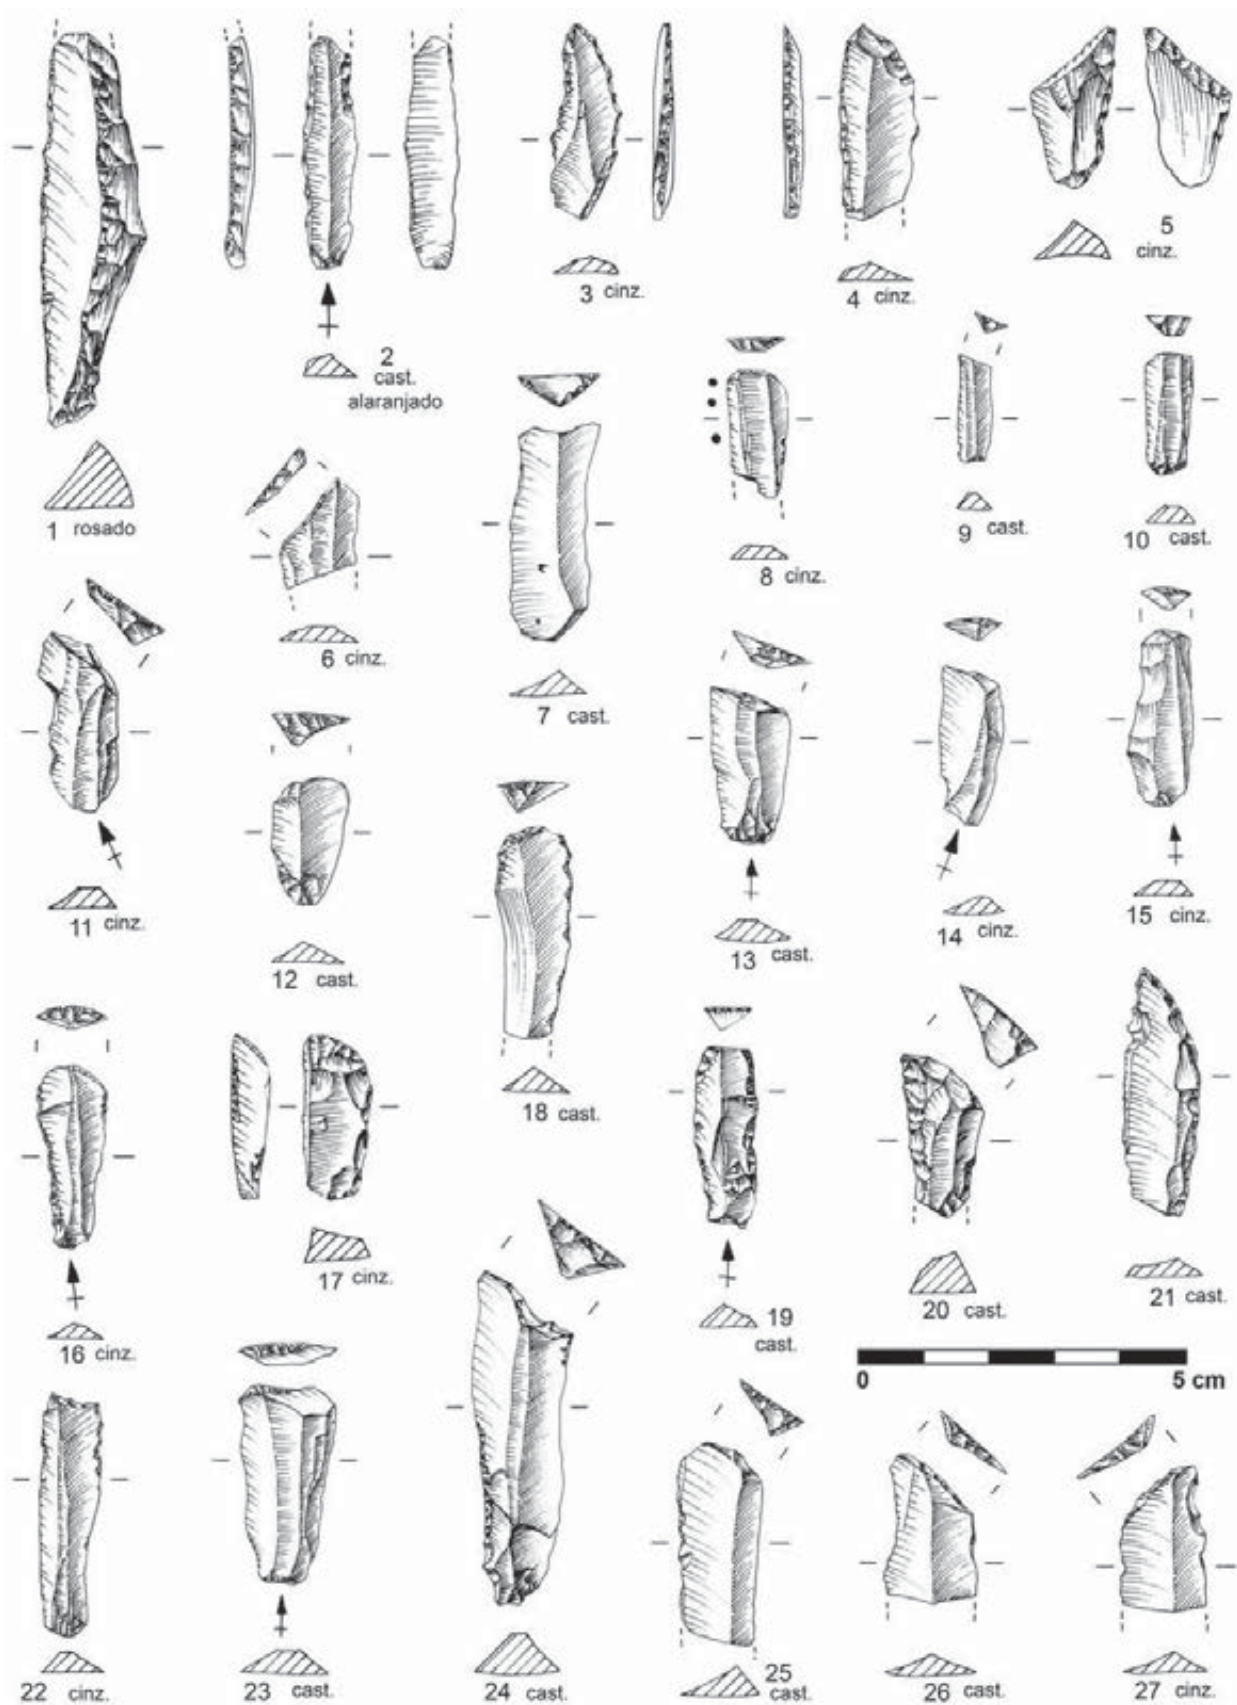 1 rosado
2
cast.
alaranjado
3 cinz.
4 cinz.
5
cinz.
6 cinz.
7 cast.
8 cinz.
9 cast.
10 cast.
11 cinz.
12 cast.
13 cast.
14 cinz.
15 cinz.
16 cinz.
17 cinz.
18 cast.
19
cast.
20 cast.
21 cast.
0 5 cm
22 cinz.
23 cast.
24 cast.
25
cast.
26 cast.
27 cinz.